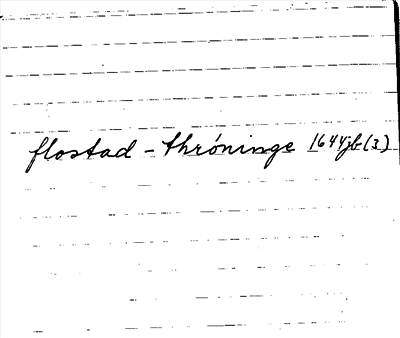 flostad - thróninge 1644jb(3)